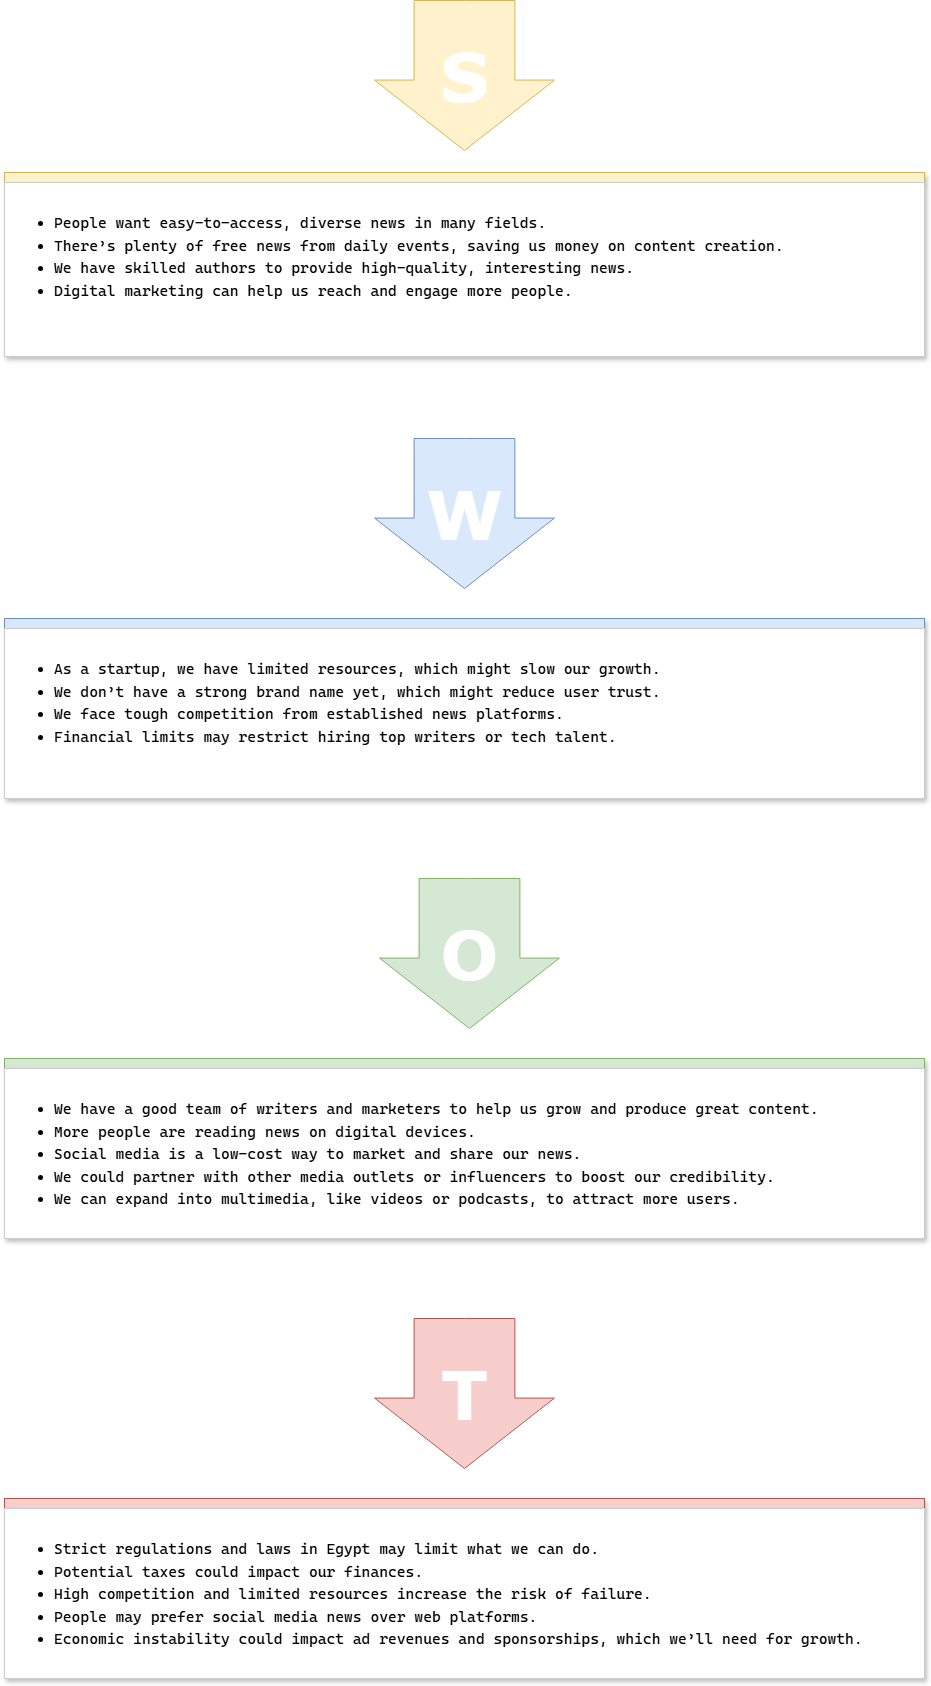 S
• People want easy-to-access, diverse news in many fields.
• There's plenty of free news from daily events, saving us money on content creation.
• We have skilled authors to provide high-quality, interesting news.
• Digital marketing can help us reach and engage more people.
W
• As a startup, we have limited resources, which might slow our growth.
• We don't have a strong brand name yet, which might reduce user trust.
• We face tough competition from established news platforms.
• Financial limits may restrict hiring top writers or tech talent.
O
• We have a good team of writers and marketers to help us grow and produce great content.
• More people are reading news on digital devices.
• Social media is a low-cost way to market and share our news.
• We could partner with other media outlets or influencers to boost our credibility.
• We can expand into multimedia, like videos or podcasts, to attract more users.
T
• Strict regulations and laws in Egypt may limit what we can do.
• Potential taxes could impact our finances.
• High competition and limited resources increase the risk of failure.
• People may prefer social media news over web platforms.
• Economic instability could impact ad revenues and sponsorships, which we'll need for growth.